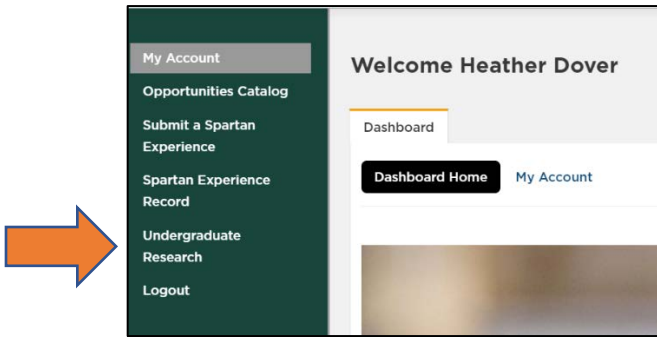 My Account
Opportunities Catalog
Submit a Spartan
Experience
Spartan Experience
Record
Undergraduate
Research
Logout
Welcome Heather Dover
Dashboard
Dashboard Home
My Account